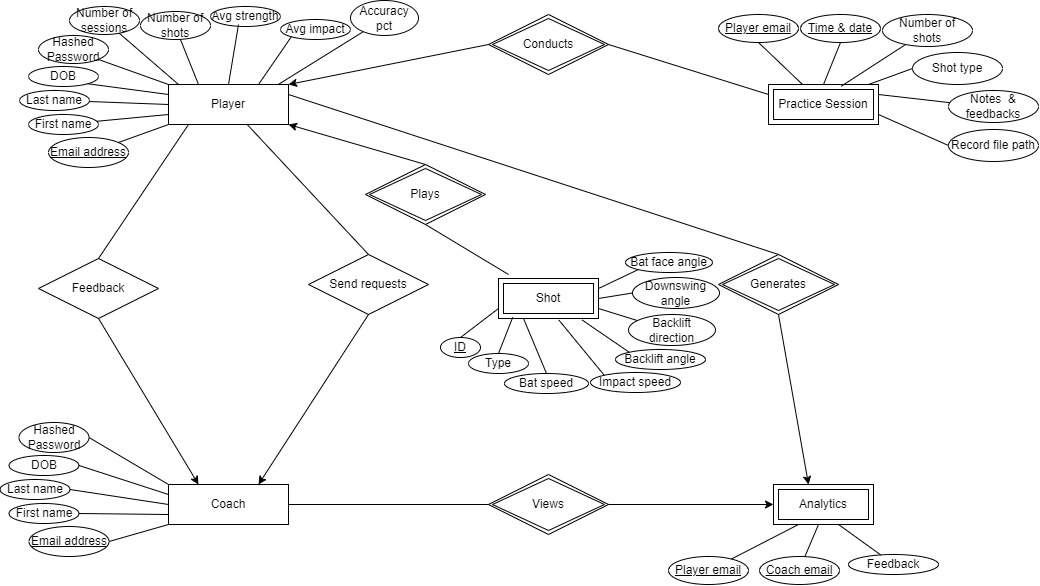 Number of
sessions
Number of
shots
Avg strength
Avg impact
Accuracy
pct
Hashed
Password
DOB
Last name
First name
Email address
Player
Conducts
Player email
Time & date
Number of
shots
Shot type
Notes &
feedbacks
Record file path
Practice Session
Plays
Feedback
Send requests
Generates
Shot
Bat face angle
Downswing
angle
Backlift
direction
Backlift angle
Impact speed
Bat speed
Type
ID
Hashed
Password
DOB
Last name
First name
Email address
Coach
Views
Analytics
Player email
Coach email
Feedback